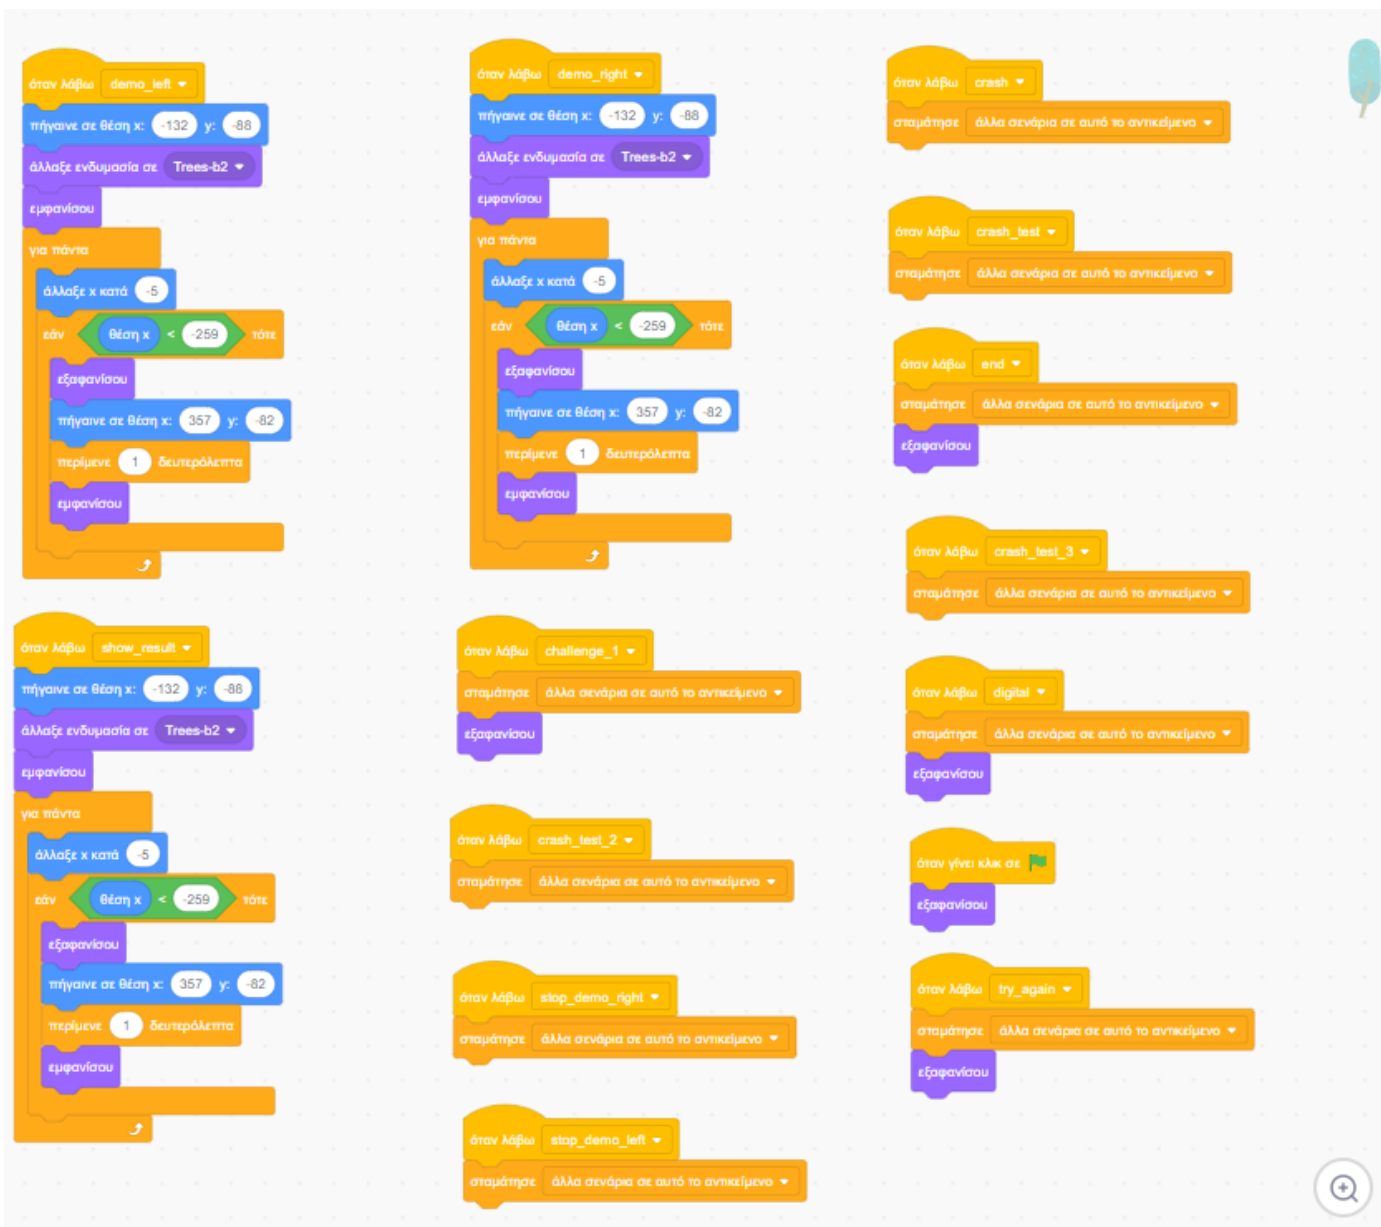 όταν λάβω demo_left
πήγαινε σε θέση x: -132 y: -88
άλλαξε ενδυμασία σε Trees-b2
εμφανίσου
για πάντα
άλλαξε x κατά -5
εάν θέση x < -259 τότε
εξαφανίσου
πήγαινε σε θέση x: 357 y: -82
περίμενε 1 δευτερόλεπτα
εμφανίσου
όταν λάβω show_result
πήγαινε σε θέση x: -132 y: -88
άλλαξε ενδυμασία σε Trees-b2
εμφανίσου
για πάντα
άλλαξε x κατά -5
εάν θέση x < -259 τότε
εξαφανίσου
πήγαινε σε θέση x: 357 y: -82
περίμενε 1 δευτερόλεπτα
εμφανίσου
όταν λάβω demo_right
πήγαινε σε θέση x: -132 y: -88
άλλαξε ενδυμασία σε Trees-b2
εμφανίσου
για πάντα
άλλαξε x κατά -5
εάν θέση x < -259 τότε
εξαφανίσου
πήγαινε σε θέση x: 357 y: -82
περίμενε 1 δευτερόλεπτα
εμφανίσου
όταν λάβω challenge_1
σταμάτησε άλλα σενάρια σε αυτό το αντικείμενο
εξαφανίσου
όταν λάβω crash_test_2
σταμάτησε άλλα σενάρια σε αυτό το αντικείμενο
όταν λάβω stop_demo_right
σταμάτησε άλλα σενάρια σε αυτό το αντικείμενο
όταν λάβω stop_demo_left
σταμάτησε άλλα σενάρια σε αυτό το αντικείμενο
όταν λάβω crash
σταμάτησε άλλα σενάρια σε αυτό το αντικείμενο
όταν λάβω crash_test
σταμάτησε άλλα σενάρια σε αυτό το αντικείμενο
όταν λάβω end
σταμάτησε άλλα σενάρια σε αυτό το αντικείμενο
εξαφανίσου
όταν λάβω crash_test_3
σταμάτησε άλλα σενάρια σε αυτό το αντικείμενο
όταν λάβω digital
σταμάτησε άλλα σενάρια σε αυτό το αντικείμενο
εξαφανίσου
όταν γίνει κλικ σε
εξαφανίσου
όταν λάβω try_again
σταμάτησε άλλα σενάρια σε αυτό το αντικείμενο
εξαφανίσου